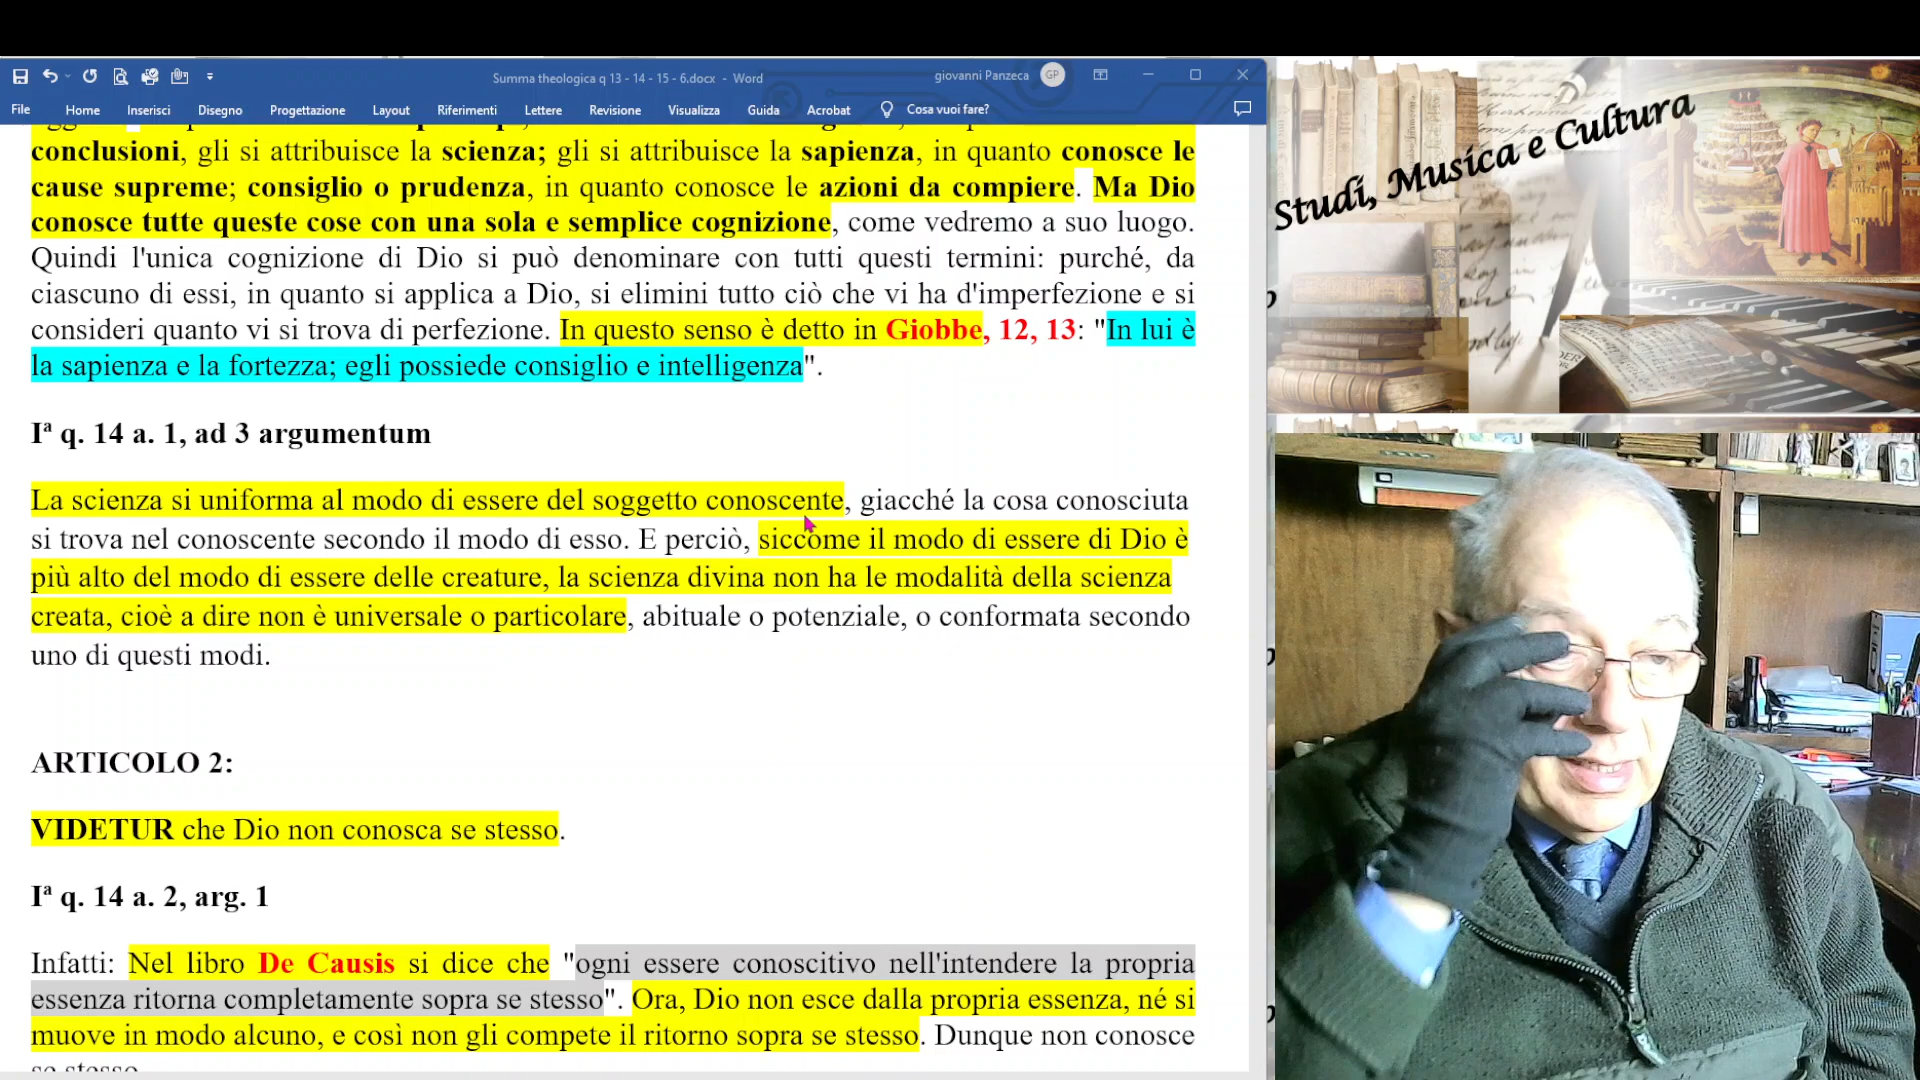 Summa theologica q 13 - 14 - 15 - 6.docx - Word
giovanni Panzeca
GP
File Home Inserisci Disegno Progettazione Layout Riferimenti Lettere Revisione Visualizza Guida Acrobat Cosa vuoi fare?
conclusioni, gli si attribuisce la scienza; gli si attribuisce la sapienza, in quanto conosce le
cause supreme; consiglio o prudenza, in quanto conosce le azioni da compiere. Ma Dio
conosce tutte queste cose con una sola e semplice cognizione, come vedremo a suo luogo.
Quindi l'unica cognizione di Dio si può denominare con tutti questi termini: purché, da
ciascuno di essi, in quanto si applica a Dio, si elimini tutto ciò che vi ha d'imperfezione e si
consideri quanto vi si trova di perfezione. In questo senso è detto in Giobbe, 12, 13: "In lui è
la sapienza e la fortezza; egli possiede consiglio e intelligenza".
Iª q. 14 a. 1, ad 3 argumentum
La scienza si uniforma al modo di essere del soggetto conoscente, giacché la cosa conosciuta
si trova nel conoscente secondo il modo di esso. E perciò, siccome il modo di essere di Dio è
più alto del modo di essere delle creature, la scienza divina non ha le modalità della scienza
creata, cioè a dire non è universale o particolare, abituale o potenziale, o conformata secondo
uno di questi modi.
ARTICOLO 2:
VIDETUR che Dio non conosca se stesso.
Iª q. 14 a. 2, arg. 1
Infatti: Nel libro De Causis si dice che "ogni essere conoscitivo nell'intendere la propria
essenza ritorna completamente sopra se stesso". Ora, Dio non esce dalla propria essenza, né si
muove in modo alcuno, e così non gli compete il ritorno sopra se stesso. Dunque non conosce
se stesso
Studi, Musica e Cultura